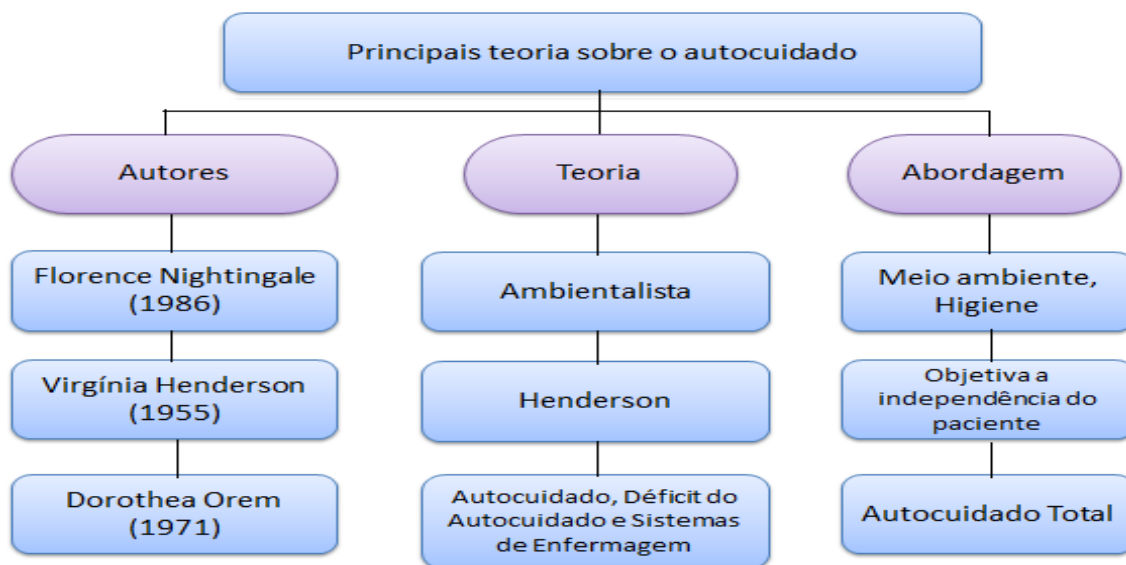 Principais teoria sobre o autocuidado
Autores
Teoria
Abordagem
Florence Nightingale
(1986)
Ambientalista
Meio ambiente,
Higiene
Virgínia Henderson
(1955)
Henderson
Objetiva a
independência do
paciente
Dorothea Orem
(1971)
Autocuidado, Déficit do
Autocuidado e Sistemas
de Enfermagem
Autocuidado Total